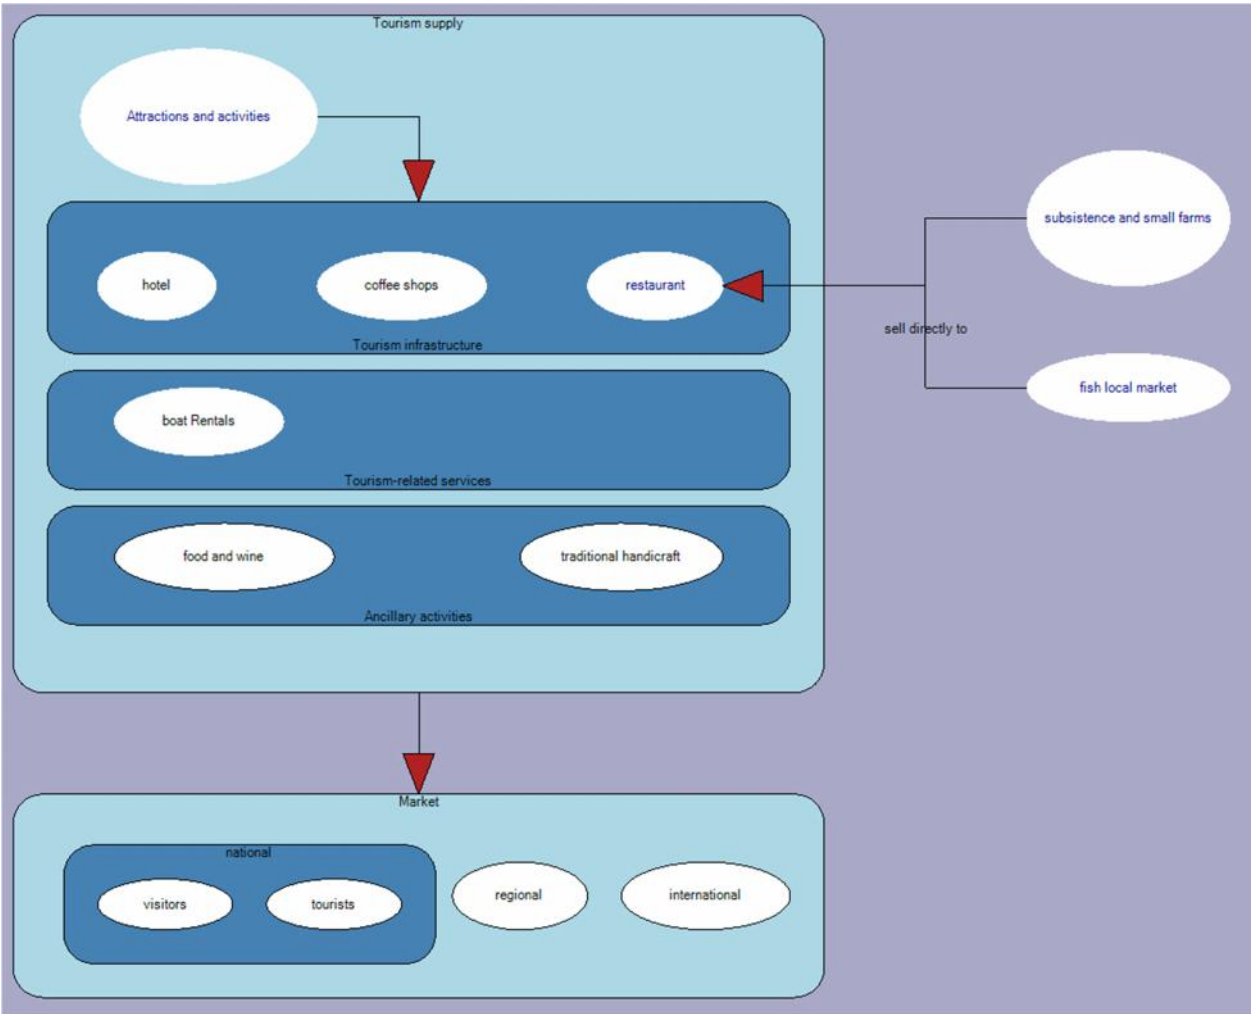 Tourism supply
Attractions and activities
subsistence and small farms
hotel
coffee shops
restaurant
sell directly to
Tourism infrastructure
fish local market
boat Rentals
Tourism-related services
food and wine
traditional handicraft
Ancillary activities
Market
national
visitors
tourists
regional
international